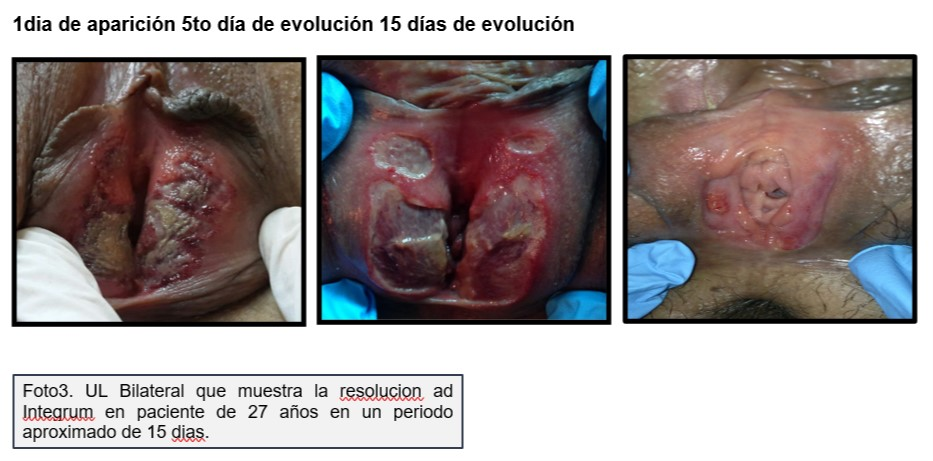 1dia de aparición 5to día de evolución 15 días de evolución
Foto3. UL Bilateral que muestra la resolucion ad
Integrum en paciente de 27 años en un periodo
aproximado de 15 dias.